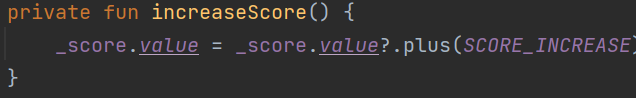 private fun increaseScore() {
    _score.value = _score.value?.plus(SCORE_INCREASE)
}